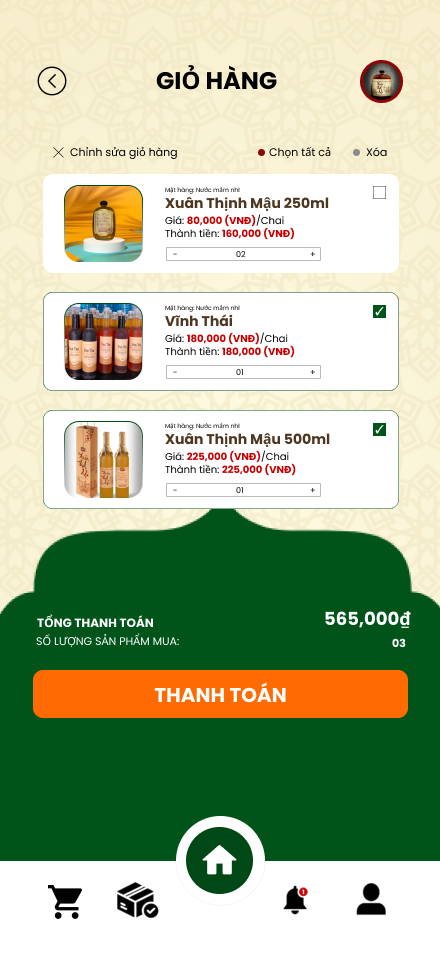 GIỎ HÀNG
Chỉnh sửa giỏ hàng
Chọn tất cả
Xóa
Mặt hàng: Nước mắm nhĩ
Xuân Thịnh Mậu 250ml
Giá: 80,000 (VNĐ)/Chai
Thành tiền: 160,000 (VNĐ)
- 02 +
Mặt hàng: Nước mắm nhĩ
Vĩnh Thái
Giá: 180,000 (VNĐ)/Chai
Thành tiền: 180,000 (VNĐ)
- 01 +
Mặt hàng: Nước mắm nhĩ
Xuân Thịnh Mậu 500ml
Giá: 225,000 (VNĐ)/Chai
Thành tiền: 225,000 (VNĐ)
- 01 +
TỔNG THANH TOÁN 565,000₫
SỐ LƯỢNG SẢN PHẨM MUA: 03
THANH TOÁN
1